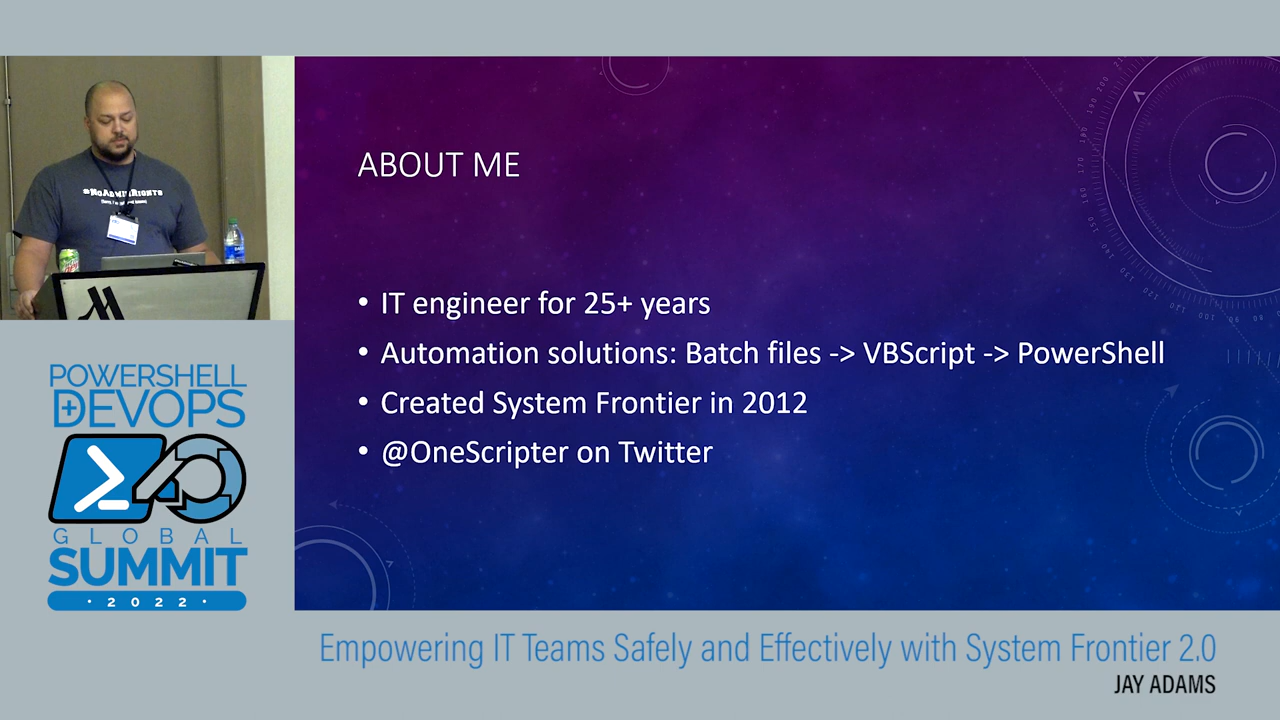 #NoAdminRights
ABOUT ME
• IT engineer for 25+ years
• Automation solutions: Batch files -> VBScript -> PowerShell
• Created System Frontier in 2012
• @OneScripter on Twitter
POWERSHELL
DEVOPS
GLOBAL
SUMMIT
· 2022 ·
Empowering IT Teams Safely and Effectively with System Frontier 2.0
JAY ADAMS